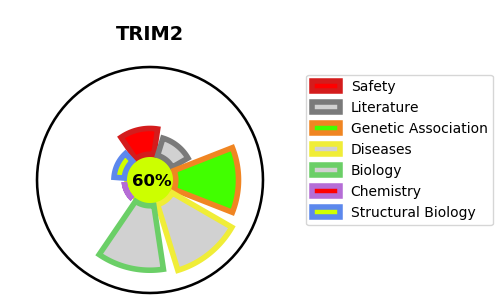 TRIM2
Safety
Literature
Genetic Association
Diseases
Biology
Chemistry
Structural Biology
60%